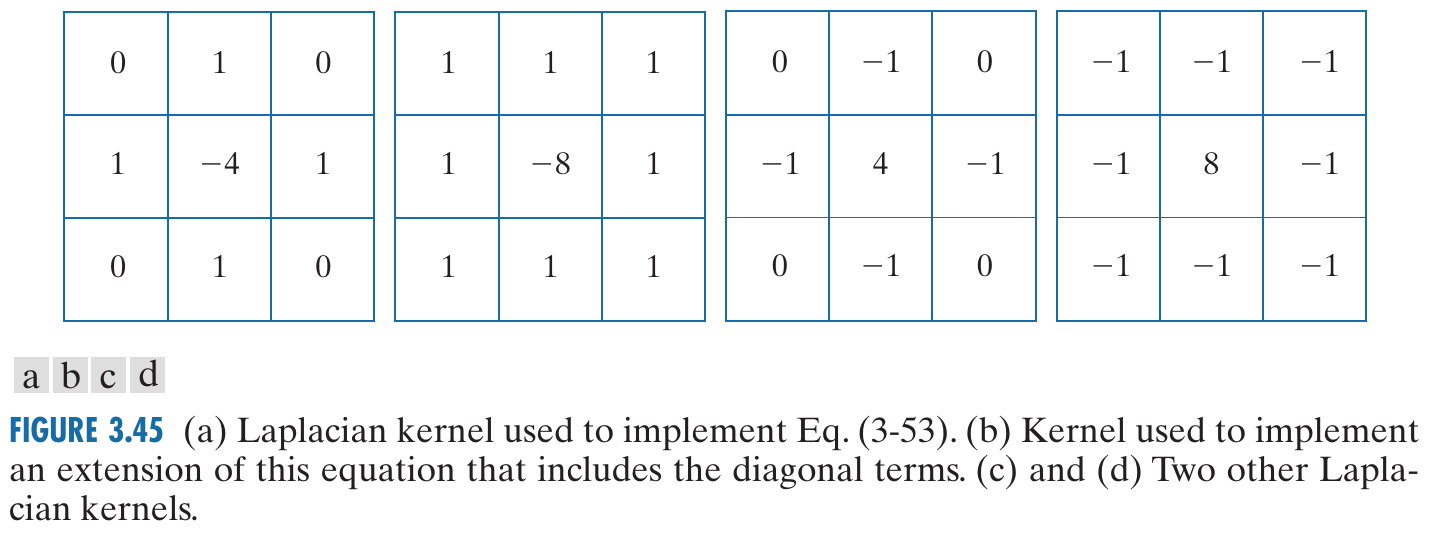 0 1 0 1 1 1 0 −1 0 −1 −1 −1
1 −4 1 1 −8 1 −1 4 −1 −1 8 −1
0 1 0 1 1 1 0 −1 0 −1 −1 −1
a b c d
FIGURE 3.45 (a) Laplacian kernel used to implement Eq. (3-53). (b) Kernel used to implement
an extension of this equation that includes the diagonal terms. (c) and (d) Two other Lapla-
cian kernels.